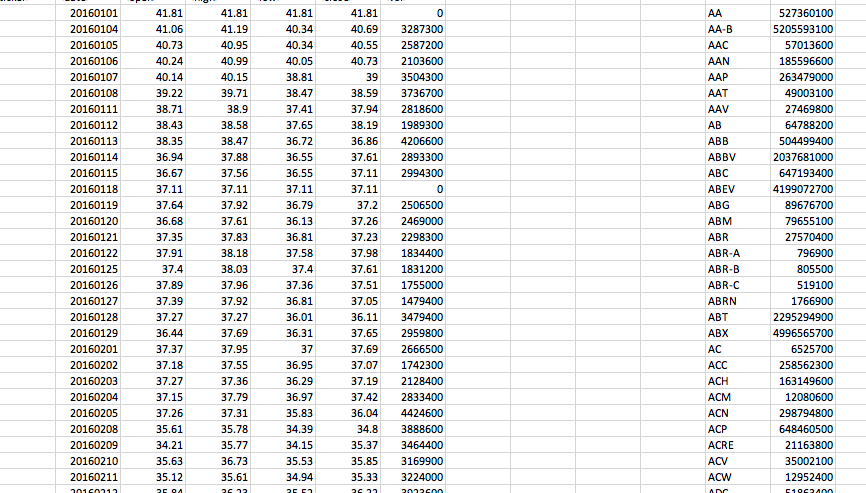 20160101 41.81 41.81 41.81 41.81 0 AA 527360100
20160104 41.06 41.19 40.34 40.69 3287300 AA-B 5205593100
20160105 40.73 40.95 40.34 40.55 2587200 AAC 57013600
20160106 40.24 40.99 40.05 40.73 2103600 AAN 185596600
20160107 40.14 40.15 38.81 39 3504300 AAP 263479000
20160108 39.22 39.71 38.47 38.59 3736700 AAT 49003100
20160111 38.71 38.9 37.41 37.94 2818600 AAV 27469800
20160112 38.43 38.58 37.65 38.19 1989300 AB 64788200
20160113 38.35 38.47 36.72 36.86 4206600 ABB 504499400
20160114 36.94 37.88 36.55 37.61 2893300 ABBV 2037681000
20160115 36.67 37.56 36.55 37.11 2994300 ABC 647193400
20160118 37.11 37.11 37.11 37.11 0 ABEV 4199072700
20160119 37.64 37.92 36.79 37.2 2506500 ABG 89676700
20160120 36.68 37.61 36.13 37.26 2469000 ABM 79655100
20160121 37.35 37.83 36.81 37.23 2298300 ABR 27570400
20160122 37.91 38.18 37.58 37.98 1834400 ABR-A 796900
20160125 37.4 38.03 37.4 37.61 1831200 ABR-B 805500
20160126 37.89 37.96 37.36 37.51 1755000 ABR-C 519100
20160127 37.39 37.92 36.81 37.05 1479400 ABRN 1766900
20160128 37.27 37.27 36.01 36.11 3479400 ABT 2295294900
20160129 36.44 37.69 36.31 37.65 2959800 ABX 4996565700
20160201 37.37 37.95 37 37.69 2666500 AC 6525700
20160202 37.18 37.55 36.95 37.07 1742300 ACC 258562300
20160203 37.27 37.36 36.29 37.19 2128400 ACH 163149600
20160204 37.15 37.79 36.97 37.42 2833400 ACM 12080600
20160205 37.26 37.31 35.83 36.04 4424600 ACN 298794800
20160208 35.61 35.78 34.39 34.8 3888600 ACP 648460500
20160209 34.21 35.77 34.15 35.37 3464400 ACRE 21163800
20160210 35.63 36.73 35.53 35.85 3169900 ACV 35002100
20160211 35.12 35.61 34.94 35.33 3224000 ACW 12952400